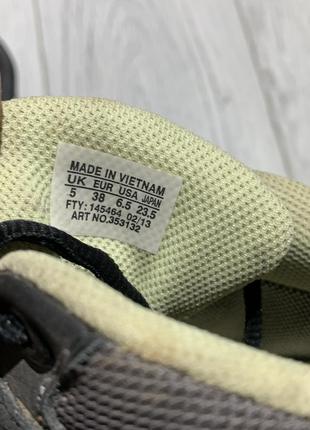 MADE IN VIETNAM
UK EUR USA JAPAN
5 38 6.5 23.5
FTY: 145464 02/13
ART NO.353132